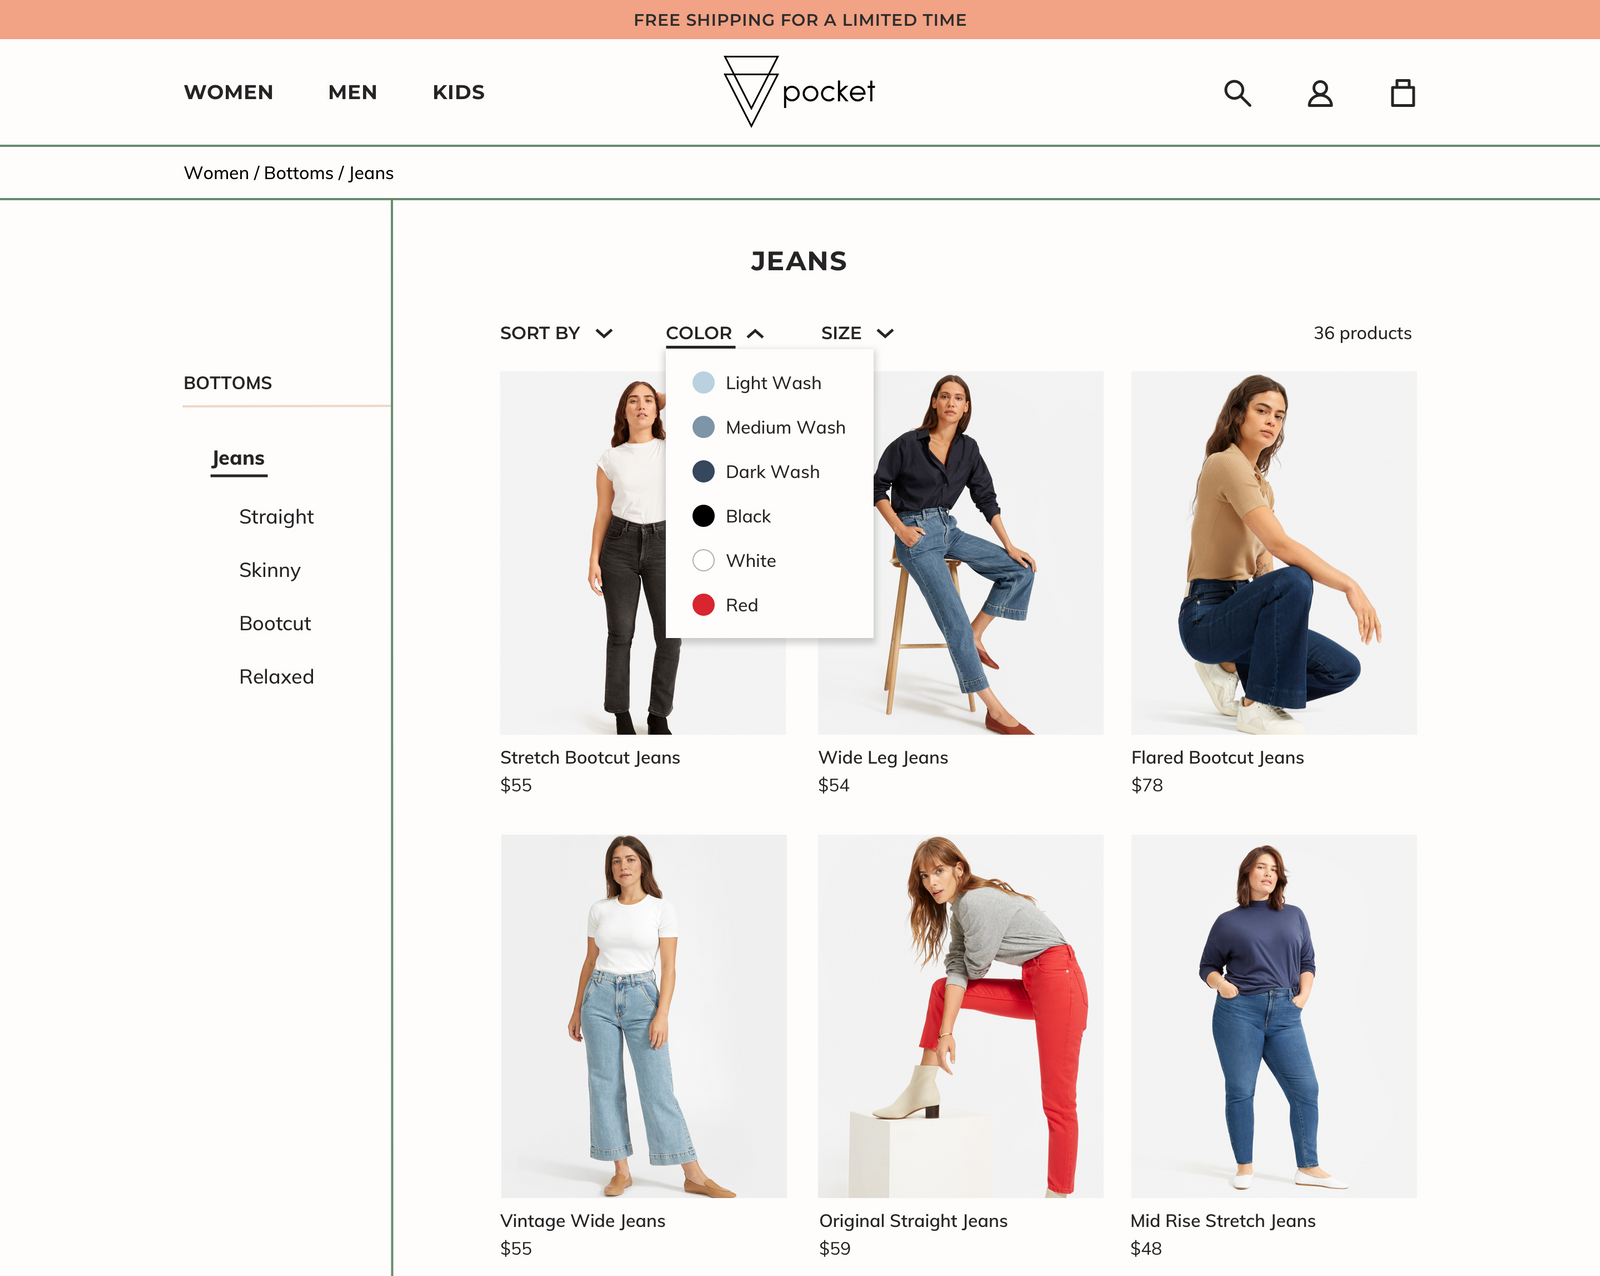 FREE SHIPPING FOR A LIMITED TIME
WOMEN MEN KIDS
pocket
Women / Bottoms / Jeans
JEANS
SORT BY COLOR SIZE
36 products
BOTTOMS
Jeans
Straight
Skinny
Bootcut
Relaxed
Light Wash
Medium Wash
Dark Wash
Black
White
Red
Stretch Bootcut Jeans
$55
Wide Leg Jeans
$54
Flared Bootcut Jeans
$78
Vintage Wide Jeans
$55
Original Straight Jeans
$59
Mid Rise Stretch Jeans
$48